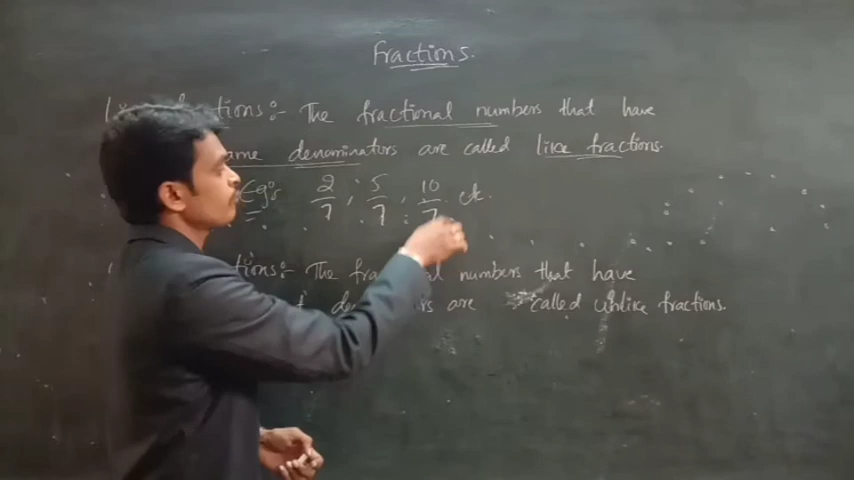 Fractions.
The fractional numbers that have
denominators are called like fractions.
Eg:- 2/7, 5/7, 10/7 etc.
The numbers that have
are called unlike fractions.